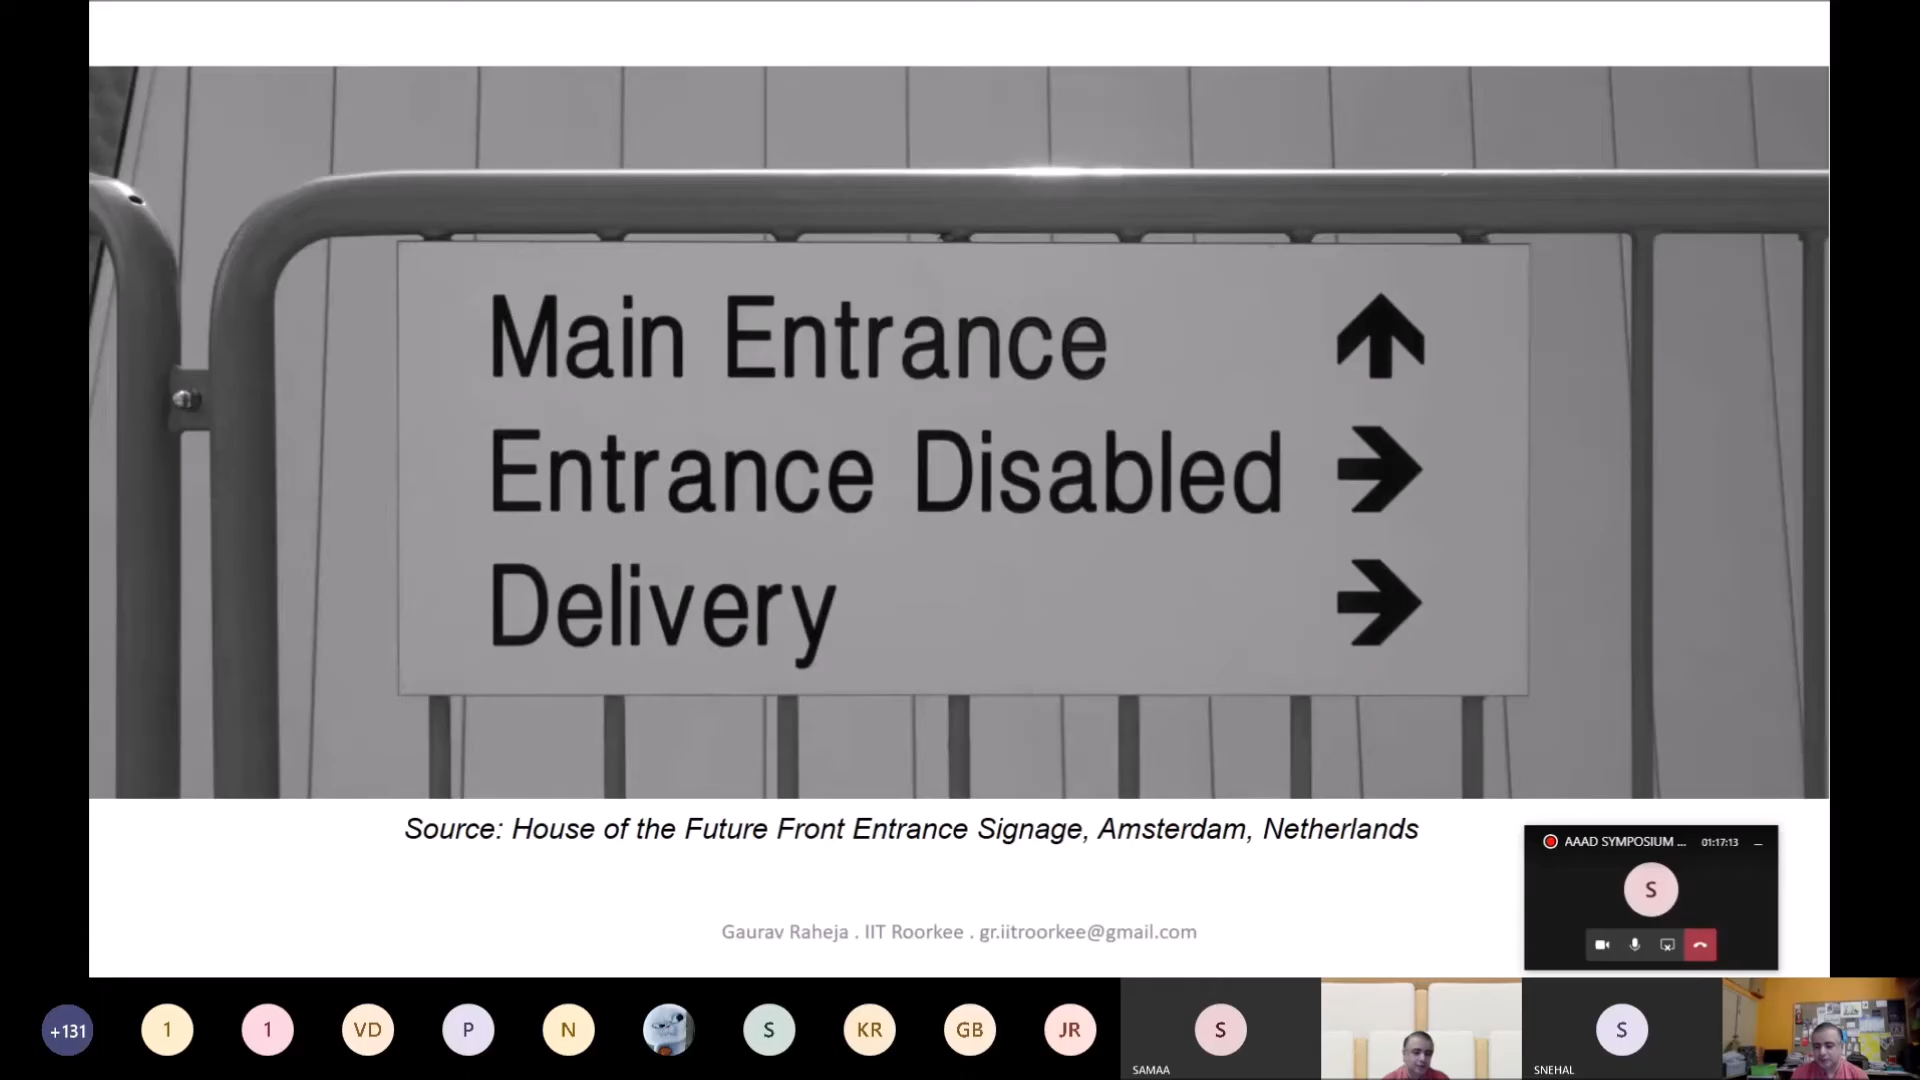 Main Entrance
Entrance Disabled
Delivery
Source: House of the Future Front Entrance Signage, Amsterdam, Netherlands
AAAD SYMPOSIUM ... 01:17:13
S
Gaurav Raheja . IIT Roorkee . gr.iitroorkee@gmail.com
+131 1 1 VD P N S KR GB JR S S
SAMAA SNEHAL